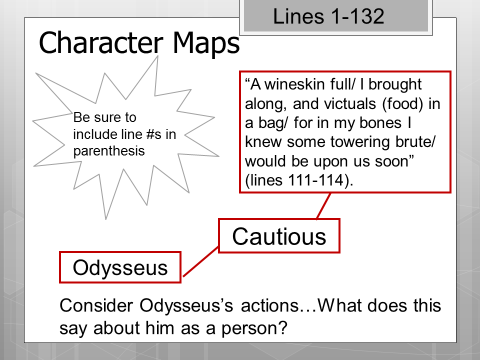 Lines 1-132
Character Maps
Be sure to
include line #s in
parenthesis
“A wineskin full/ I brought
along, and victuals (food) in
a bag/ for in my bones I
knew some towering brute/
would be upon us soon”
(lines 111-114).
Cautious
Odysseus
Consider Odysseus’s actions…What does this
say about him as a person?